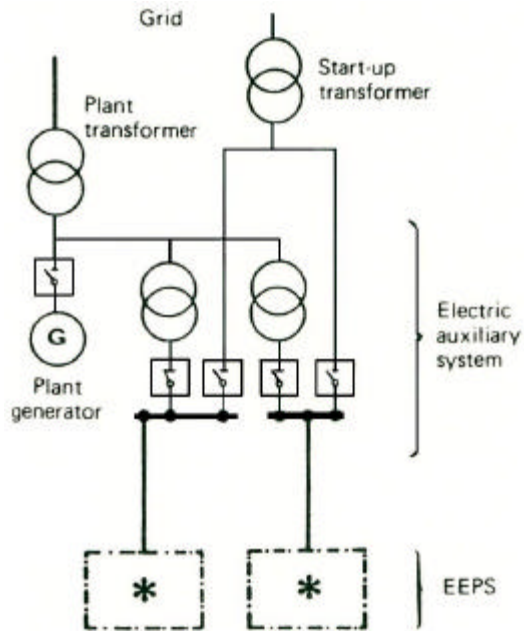 Grid
Start-up
transformer
Plant
transformer
G
Plant
generator
Electric
auxiliary
system
*
*
EEPS